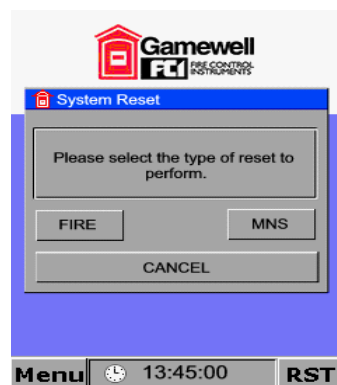 Gamewell
FCI FIRE CONTROL
INSTRUMENTS
System Reset
Please select the type of reset to
perform.
FIRE MNS
CANCEL
Menu 13:45:00 RST